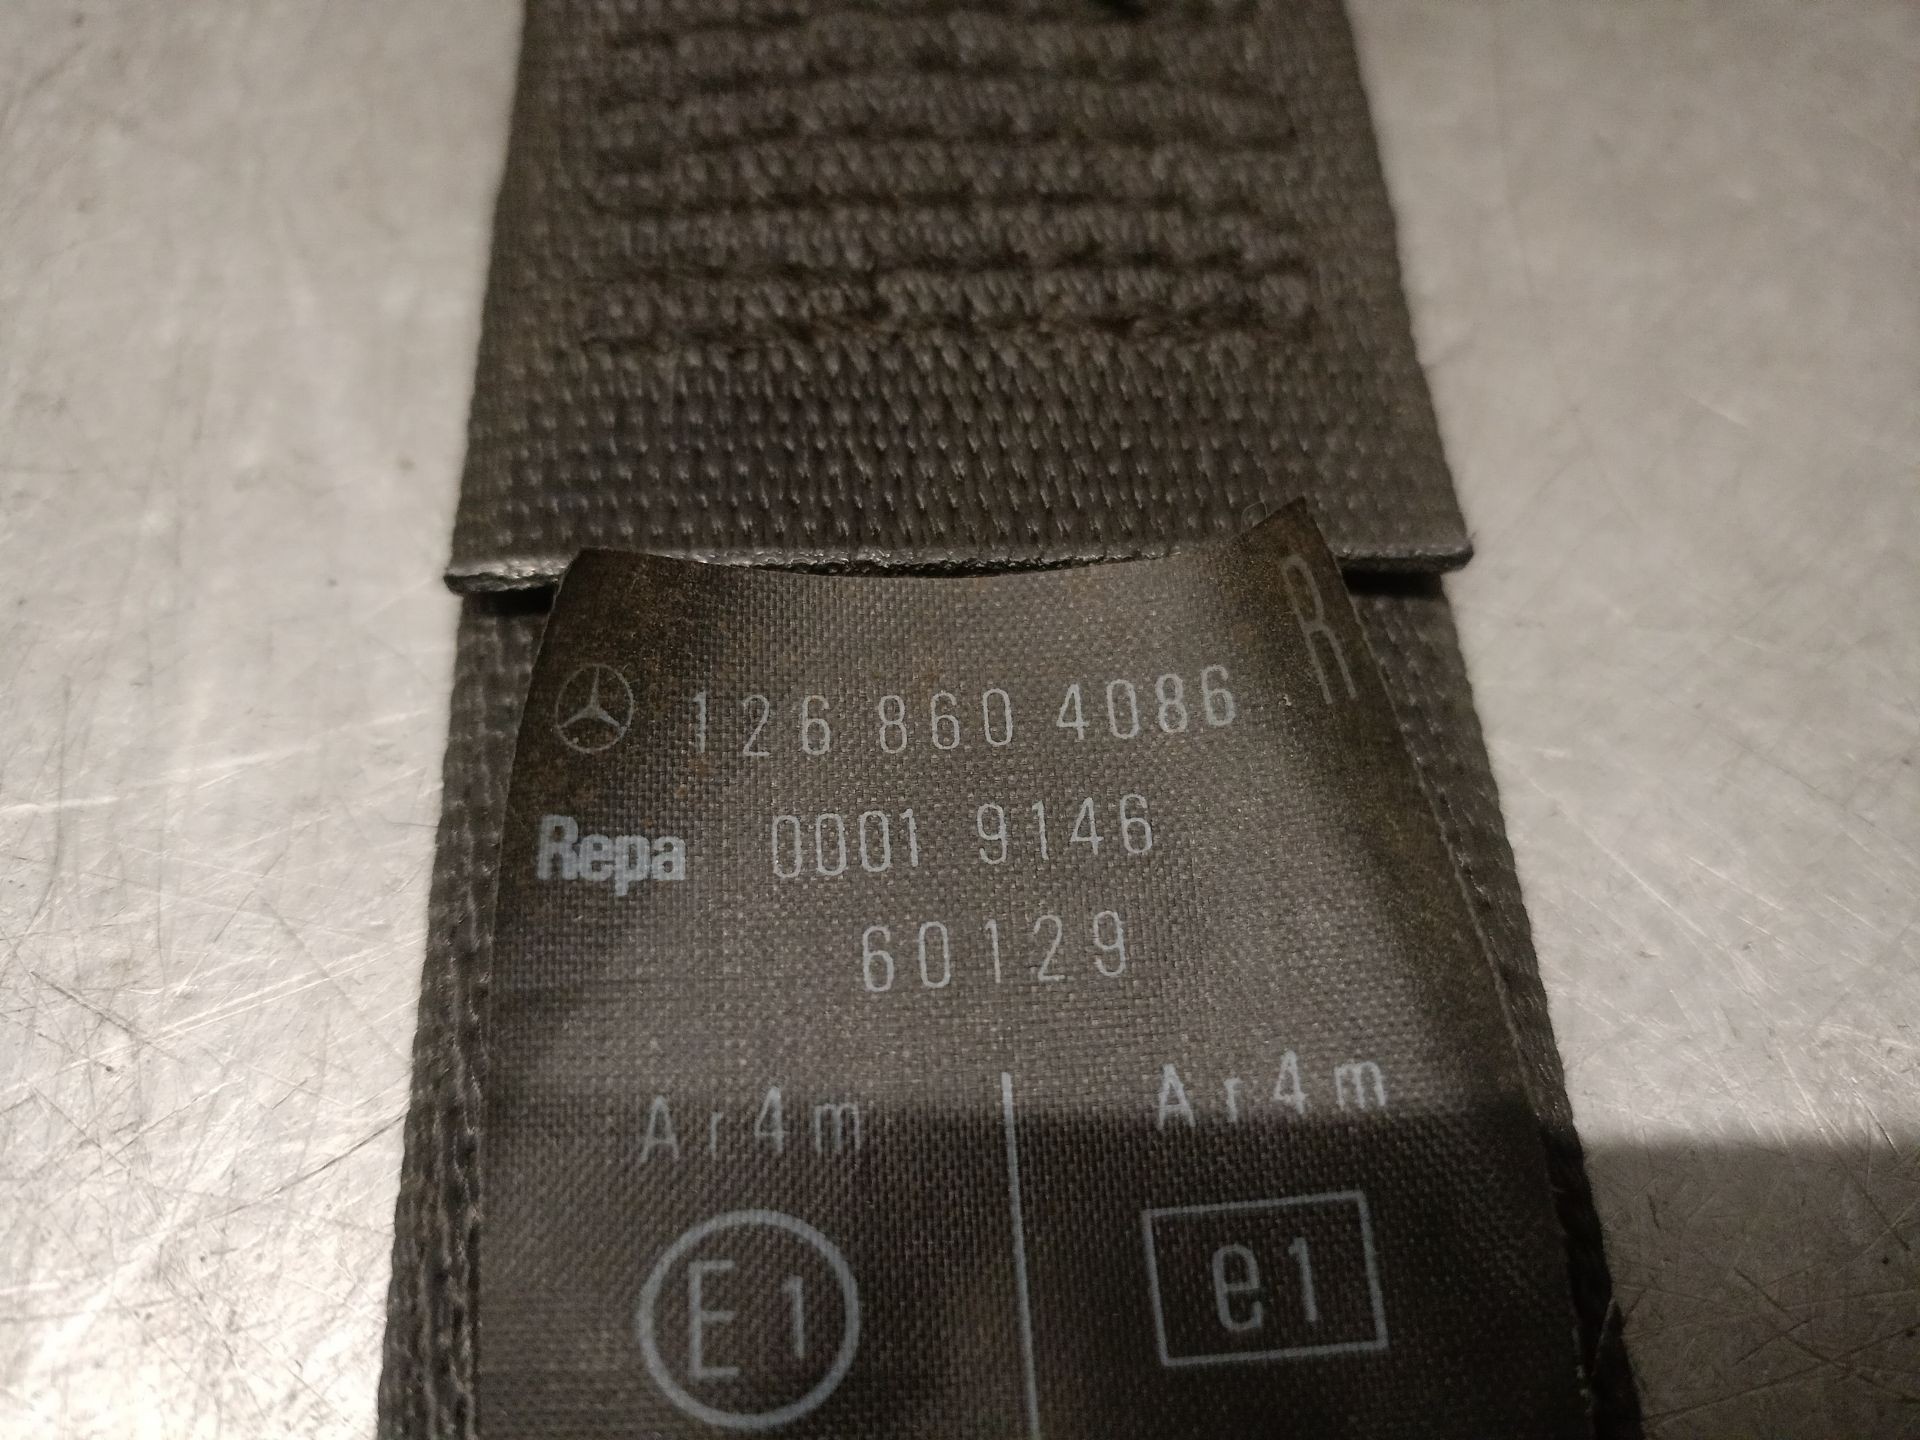 R
126 860 4086
Repa 0001 9146
60129
Ar4m Ar4m
E1 e1